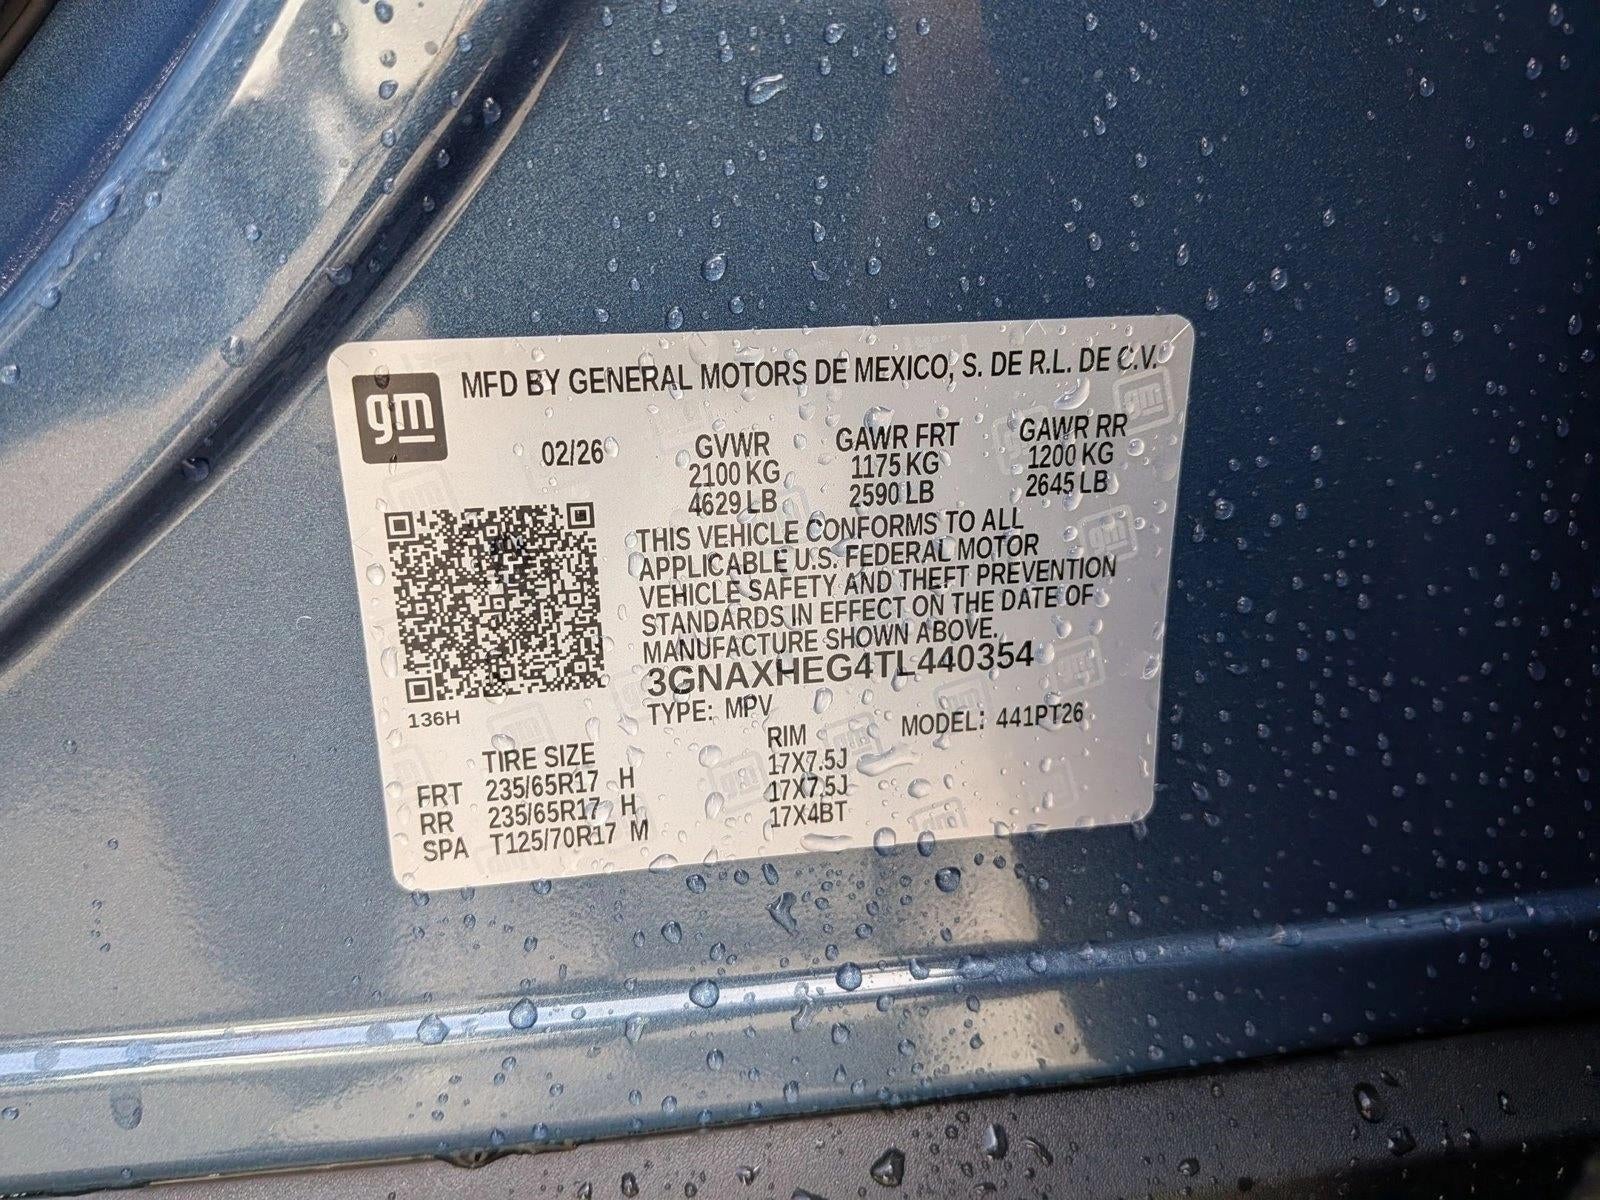 gm
MFD BY GENERAL MOTORS DE MEXICO, S. DE R.L. DE C.V.
02/26
GVWR GAWR FRT GAWR RR
2100 KG 1175 KG 1200 KG
4629 LB 2590 LB 2645 LB
THIS VEHICLE CONFORMS TO ALL
APPLICABLE U.S. FEDERAL MOTOR
VEHICLE SAFETY AND THEFT PREVENTION
STANDARDS IN EFFECT ON THE DATE OF
MANUFACTURE SHOWN ABOVE.
3GNAXHEG4TL440354
136H
TYPE: MPV MODEL: 441PT26
TIRE SIZE RIM
FRT 235/65R17 H 17X7.5J
RR 235/65R17 H 17X7.5J
SPA T125/70R17 M 17X4BT